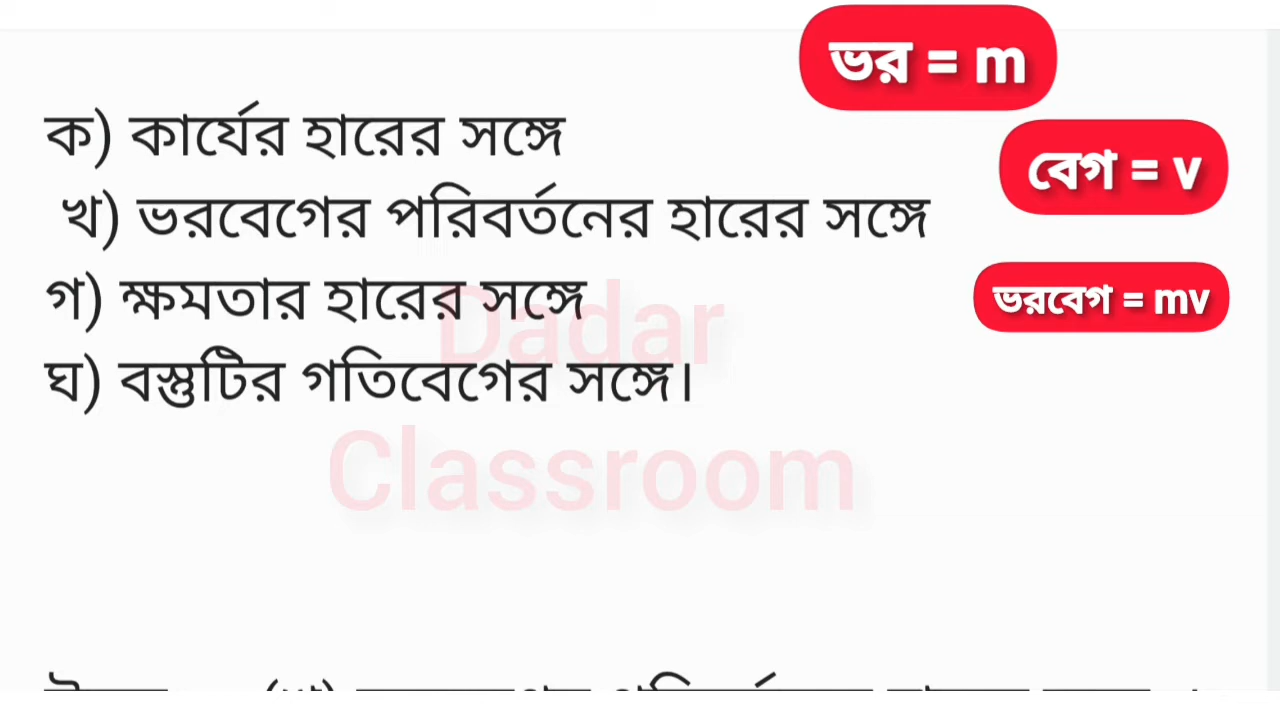 ভর = m
ক) কার্যের হারের সঙ্গে
বেগ = v
খ) ভরবেগের পরিবর্তনের হারের সঙ্গে
গ) ক্ষমতার হারের সঙ্গে
ভরবেগ = mv
Dadar
ঘ) বস্তুটির গতিবেগের সঙ্গে।
Classroom